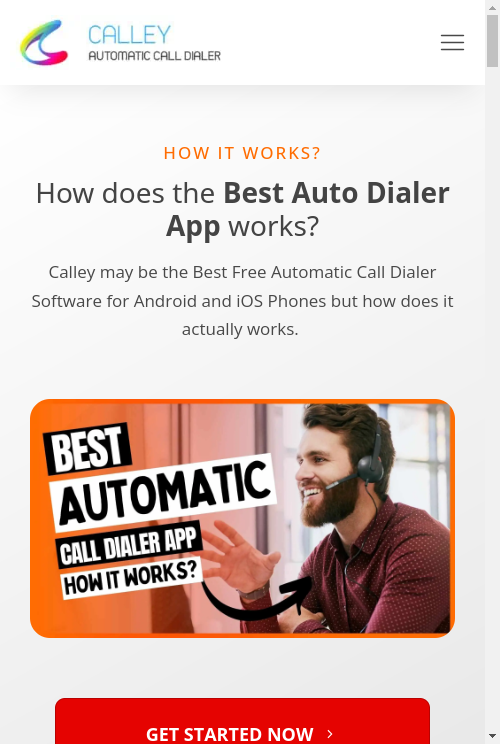 CALLEY
AUTOMATIC CALL DIALER
HOW IT WORKS?
How does the Best Auto Dialer
App works?
Calley may be the Best Free Automatic Call Dialer
Software for Android and iOS Phones but how does it
actually works.
BEST
AUTOMATIC
CALL DIALER APP
HOW IT WORKS?
GET STARTED NOW